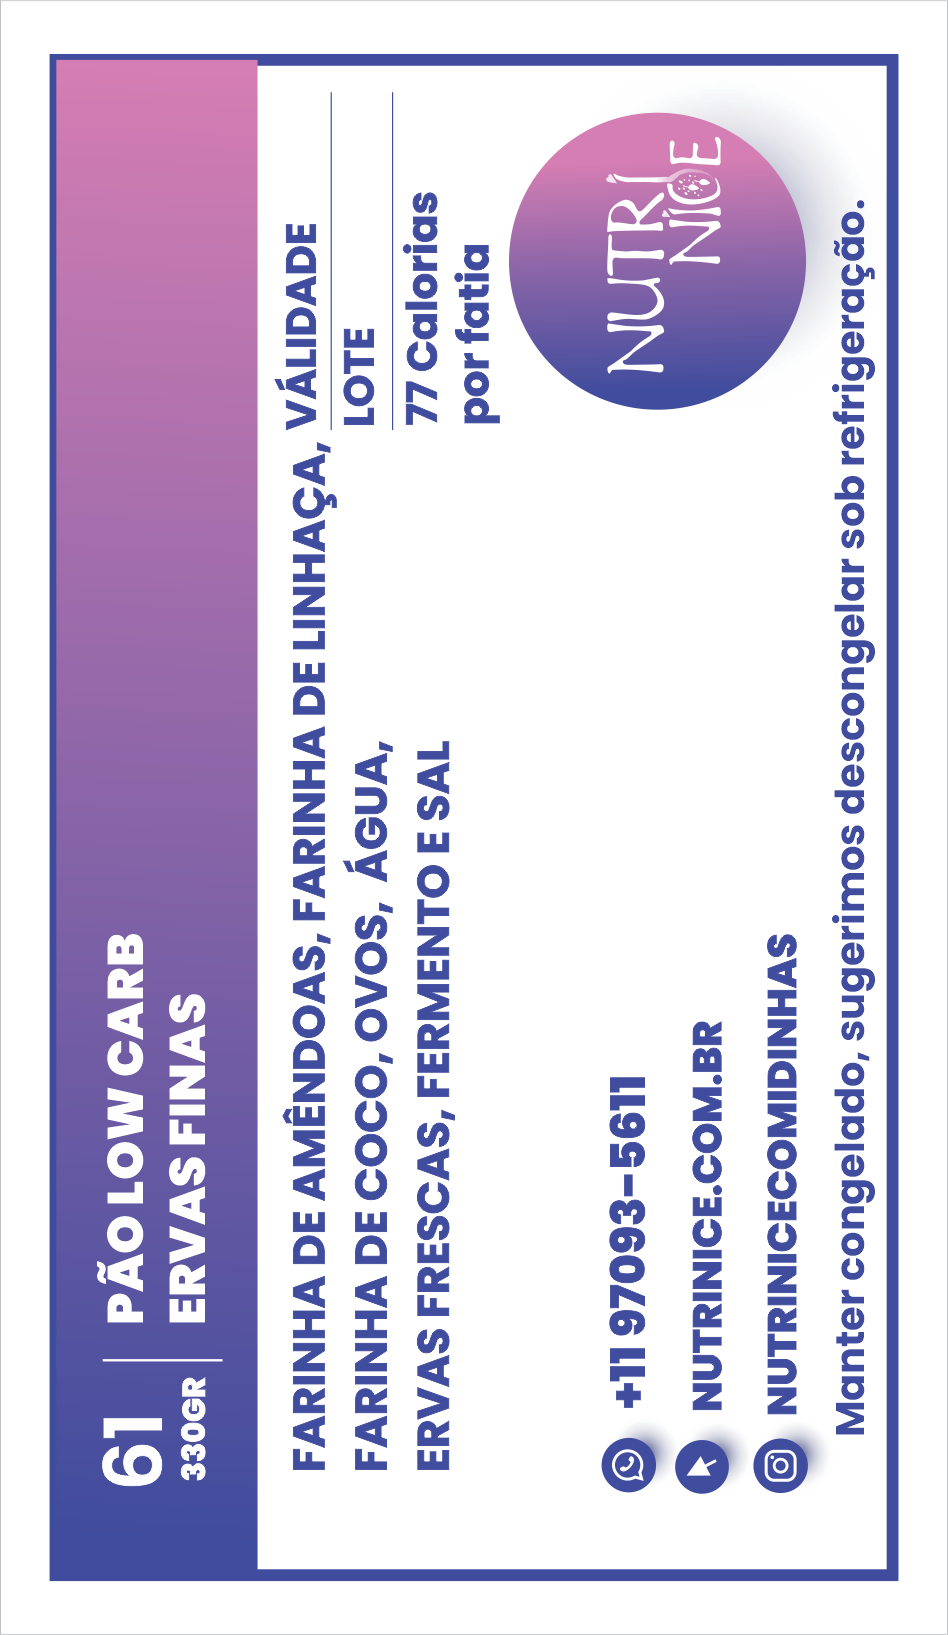 61
330GR
PÃO LOW CARB
ERVAS FINAS
FARINHA DE AMÊNDOAS, FARINHA DE LINHAÇA,
FARINHA DE COCO, OVOS, ÁGUA,
ERVAS FRESCAS, FERMENTO E SAL
VÁLIDADE
LOTE
77 Calorias
por fatia
NUTRI
NICE
+11 97093-5611
NUTRINICE.COM.BR
NUTRINICECOMIDINHAS
Manter congelado, sugerimos descongelar sob refrigeração.